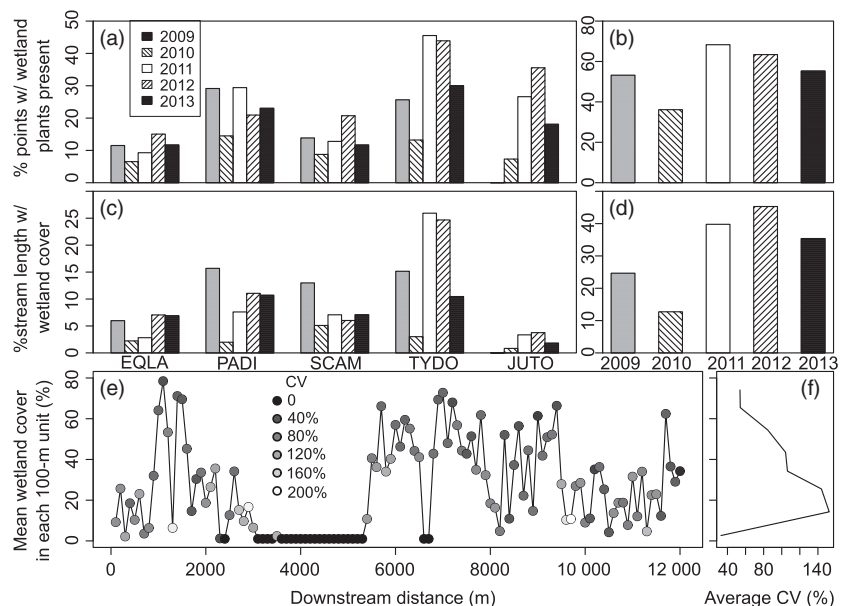 (a)
2009
2010
2011
2012
2013
% points w/ wetland
plants present
50
40
30
20
10
0
(b)
80
60
40
20
0
(c)
%stream length w/
wetland cover
25
20
15
10
5
0
EQLA PADI SCAM TYDO JUTO
(d)
40
30
20
10
0
2009 2010 2011 2012 2013
(e)
CV
0
40%
80%
120%
160%
200%
Mean wetland cover
in each 100-m unit (%)
80
60
40
20
0
0 2000 4000 6000 8000 10 000 12 000
Downstream distance (m)
(f)
40 80 140
Average CV (%)